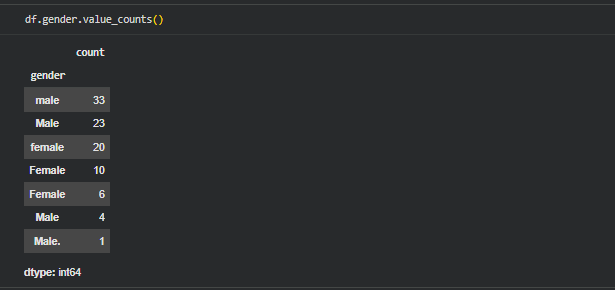 df.gender.value_counts()
count
gender
male 33
Male 23
female 20
Female 10
Female 6
Male 4
Male. 1
dtype: int64